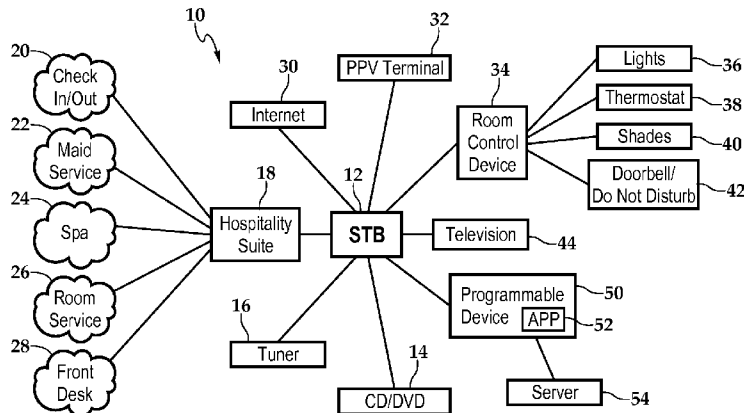 10
20
Check
In/Out
22
Maid
Service
24
Spa
26
Room
Service
28
Front
Desk
18
Hospitality
Suite
30
Internet
32
PPV Terminal
12
STB
16
Tuner
14
CD/DVD
34
Room
Control
Device
Lights
36
Thermostat
38
Shades
40
Doorbell/
Do Not Disturb
42
Television
44
Programmable
Device
50
APP
52
Server
54